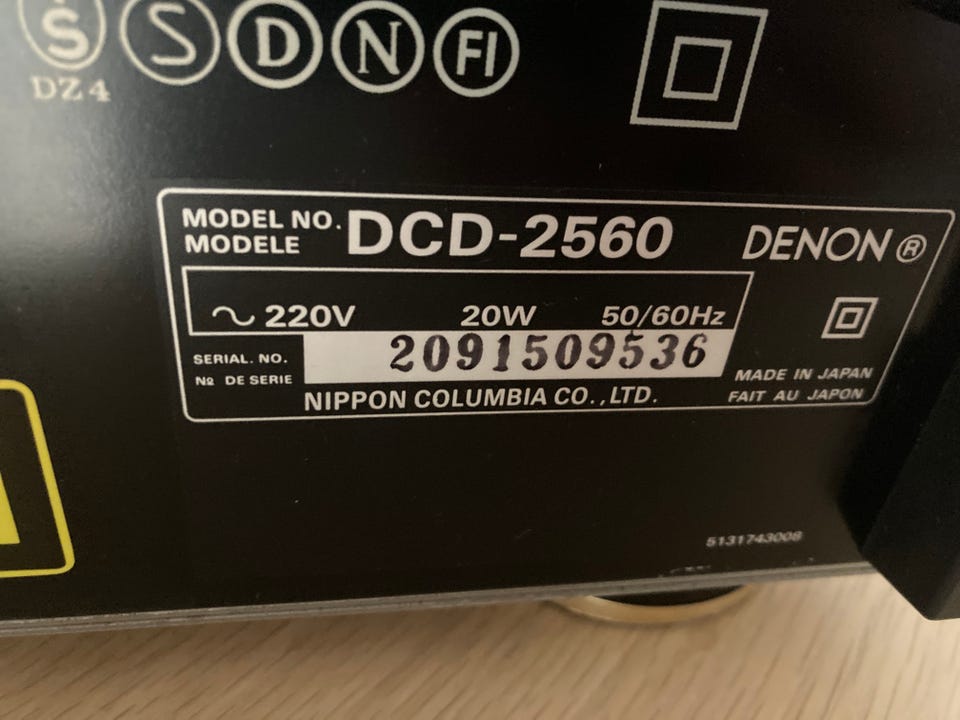 S
DZ4
S
D
N
FI
MODEL NO.
MODELE
DCD-2560
DENON®
~ 220V 20W 50/60Hz
SERIAL. NO.
Nº DE SERIE
2091509536
MADE IN JAPAN
FAIT AU JAPON
NIPPON COLUMBIA CO.,LTD.
5131743008